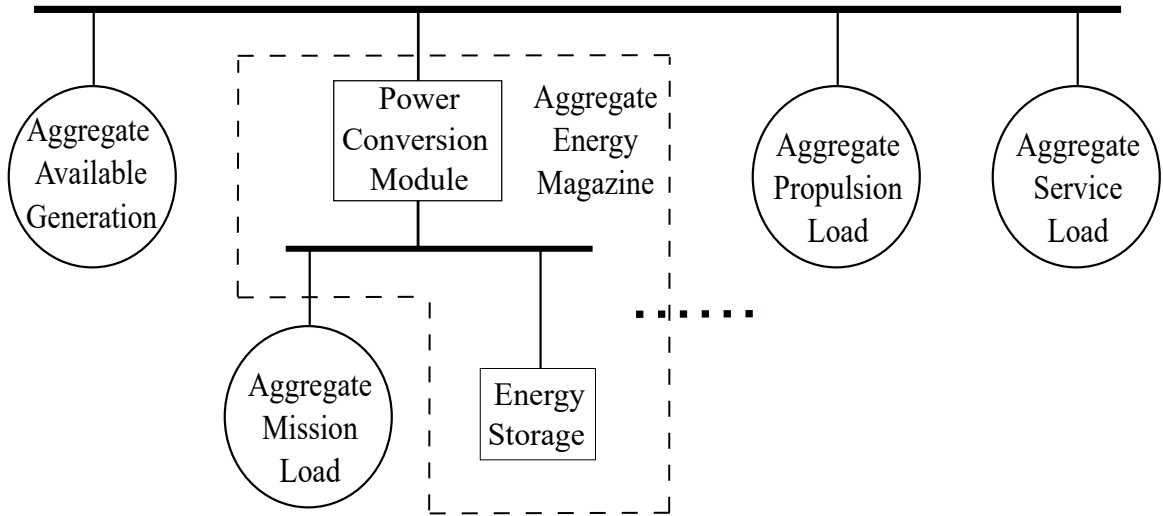 Aggregate
Available
Generation
Power
Conversion
Module
Aggregate
Energy
Magazine
Aggregate
Propulsion
Load
Aggregate
Service
Load
Aggregate
Mission
Load
Energy
Storage